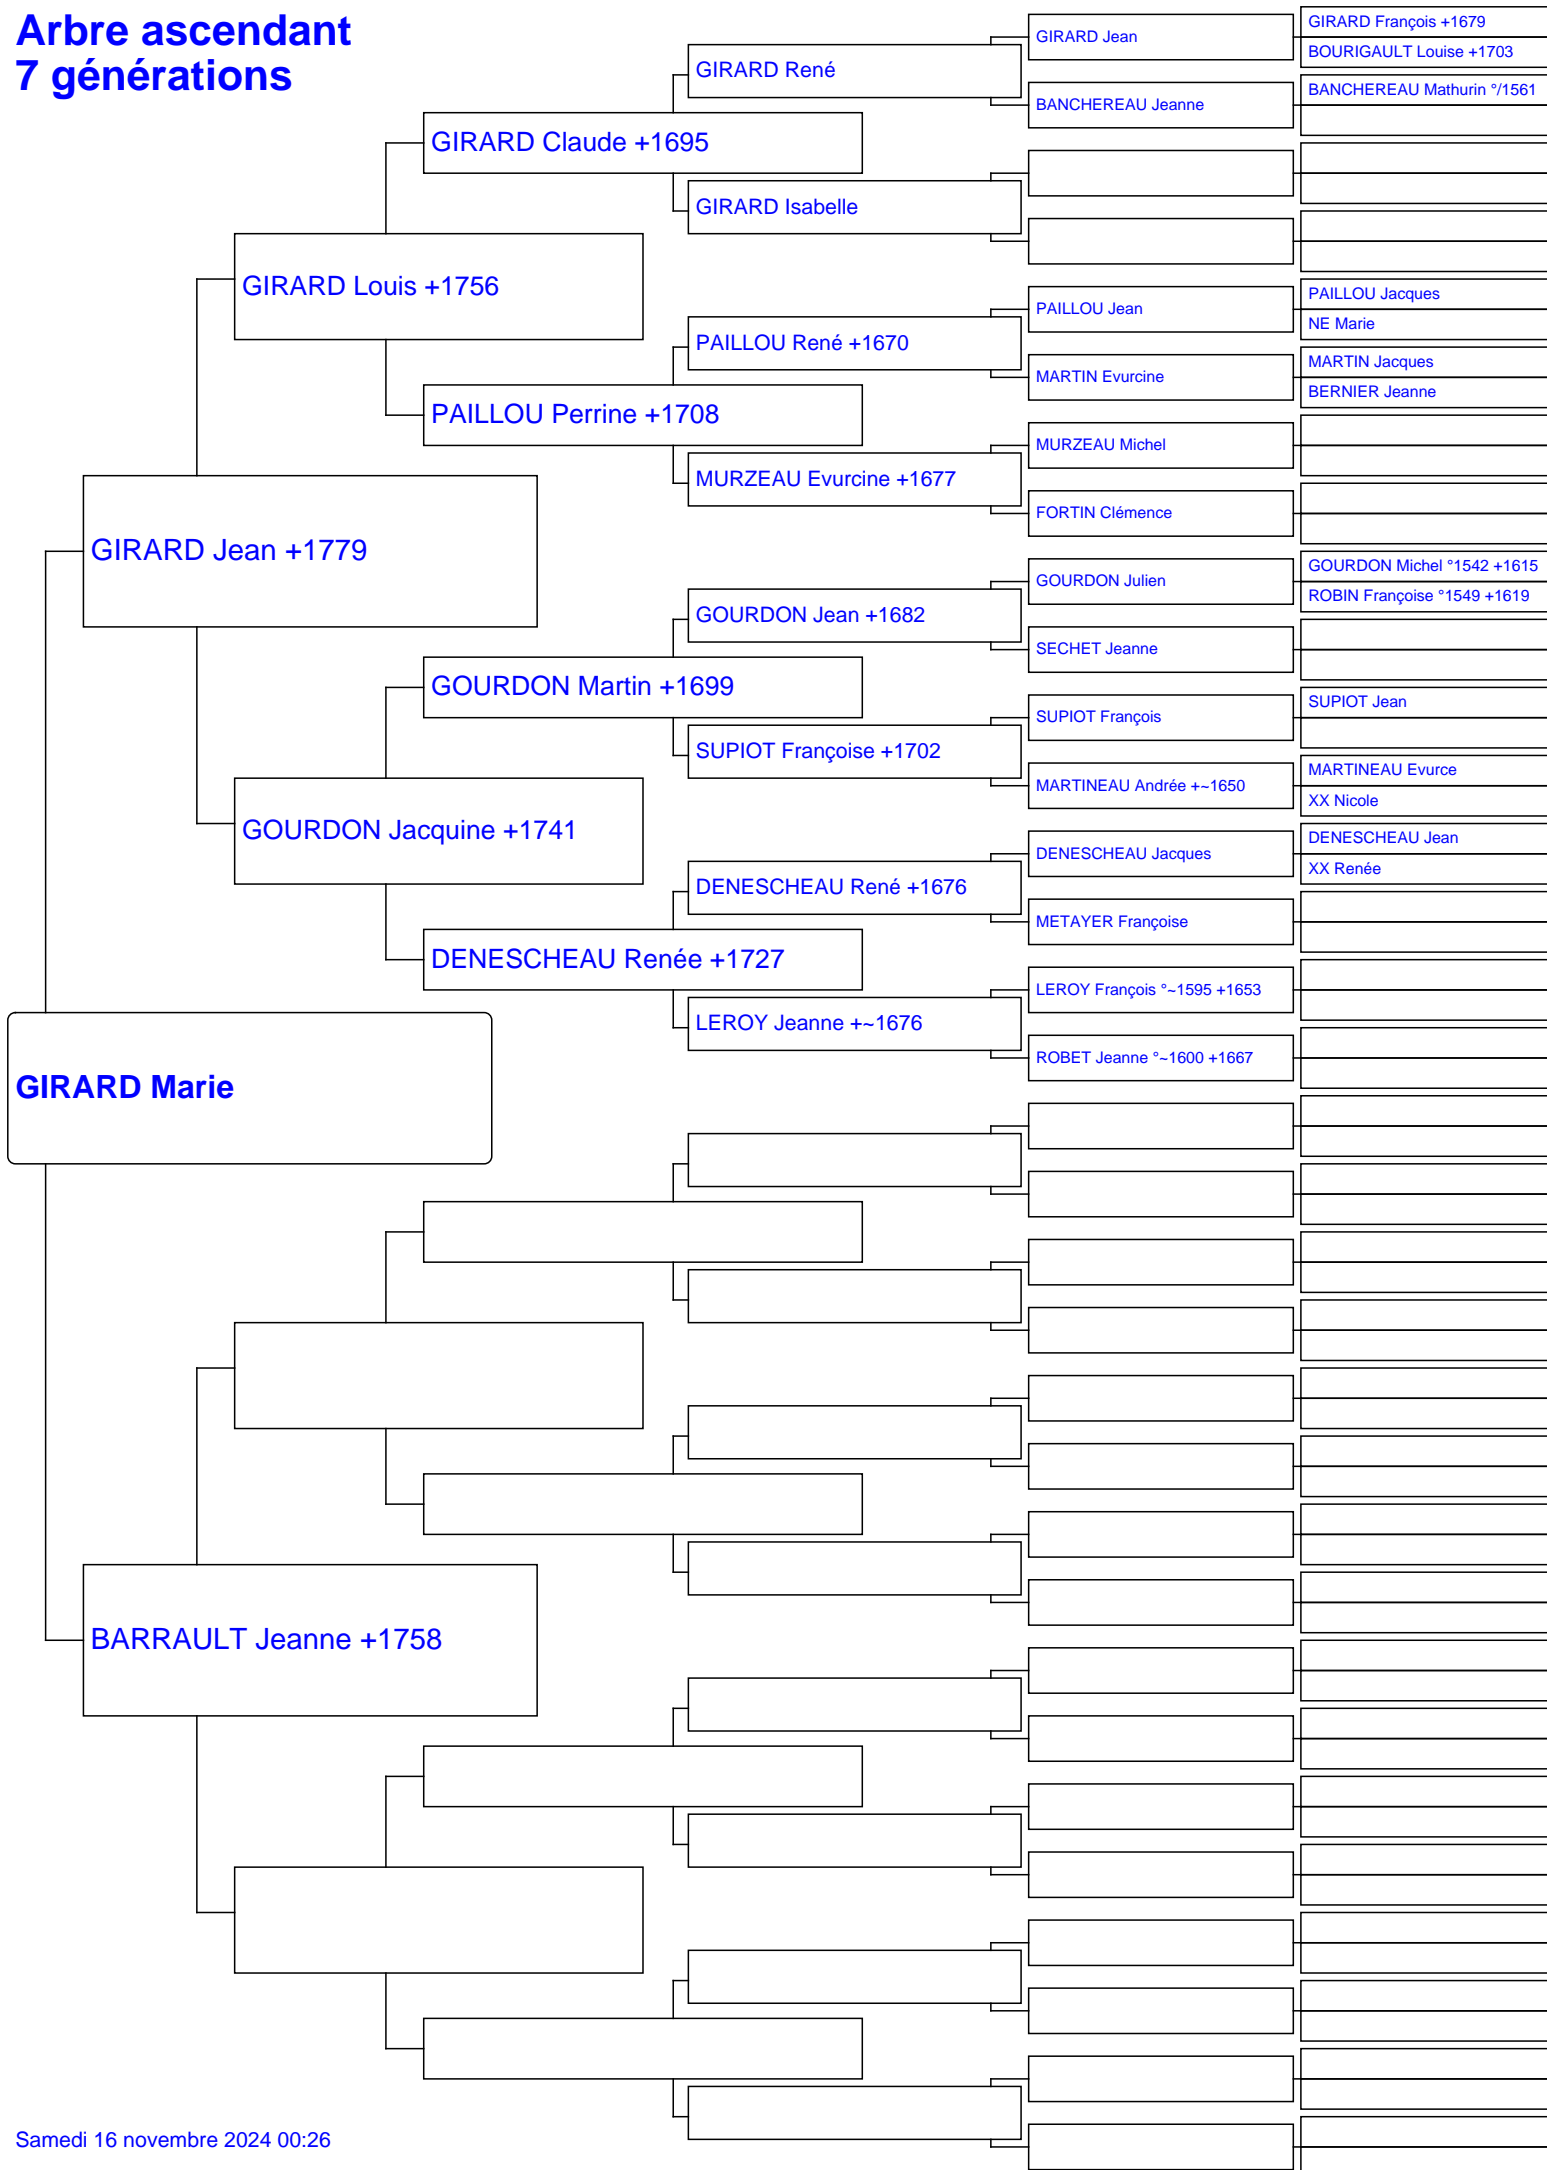 Arbre ascendant
7 générations
GIRARD Marie
GIRARD Jean +1779
BARRAULT Jeanne +1758
GIRARD Louis +1756
GOURDON Jacquine +1741
GIRARD Claude +1695
PAILLOU Perrine +1708
GOURDON Martin +1699
DENESCHEAU Renée +1727
GIRARD René
GIRARD Isabelle
PAILLOU René +1670
MURZEAU Evurcine +1677
GOURDON Jean +1682
SUPIOT Françoise +1702
DENESCHEAU René +1676
LEROY Jeanne +~1676
GIRARD Jean
BANCHEREAU Jeanne
PAILLOU Jean
MARTIN Evurcine
MURZEAU Michel
FORTIN Clémence
GOURDON Julien
SECHET Jeanne
SUPIOT François
MARTINEAU Andrée +~1650
DENESCHEAU Jacques
METAYER Françoise
LEROY François °~1595 +1653
ROBET Jeanne °~1600 +1667
GIRARD François +1679
BOURIGAULT Louise +1703
BANCHEREAU Mathurin °/1561
PAILLOU Jacques
NE Marie
MARTIN Jacques
BERNIER Jeanne
GOURDON Michel °1542 +1615
ROBIN Françoise °1549 +1619
SUPIOT Jean
MARTINEAU Evurce
XX Nicole
DENESCHEAU Jean
XX Renée
Samedi 16 novembre 2024 00:26